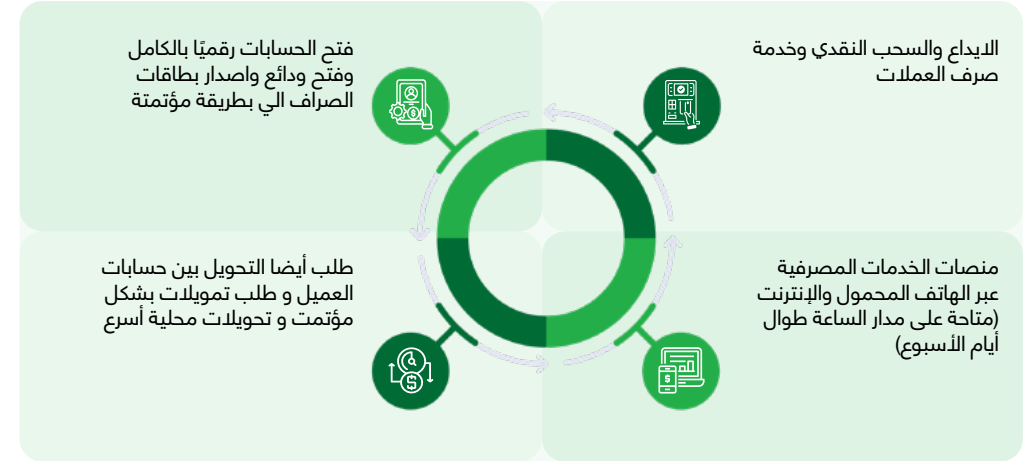 الايداع والسحب النقدي وخدمة
صرف العملات
فتح الحسابات رقميًا بالكامل
وفتح ودائع واصدار بطاقات
الصراف الي بطريقة مؤتمتة
منصات الخدمات المصرفية
عبر الهاتف المحمول والإنترنت
(متاحة على مدار الساعة طوال
أيام الأسبوع)
طلب أيضا التحويل بين حسابات
العميل و طلب تمويلات بشكل
مؤتمت و تحويلات محلية أسرع